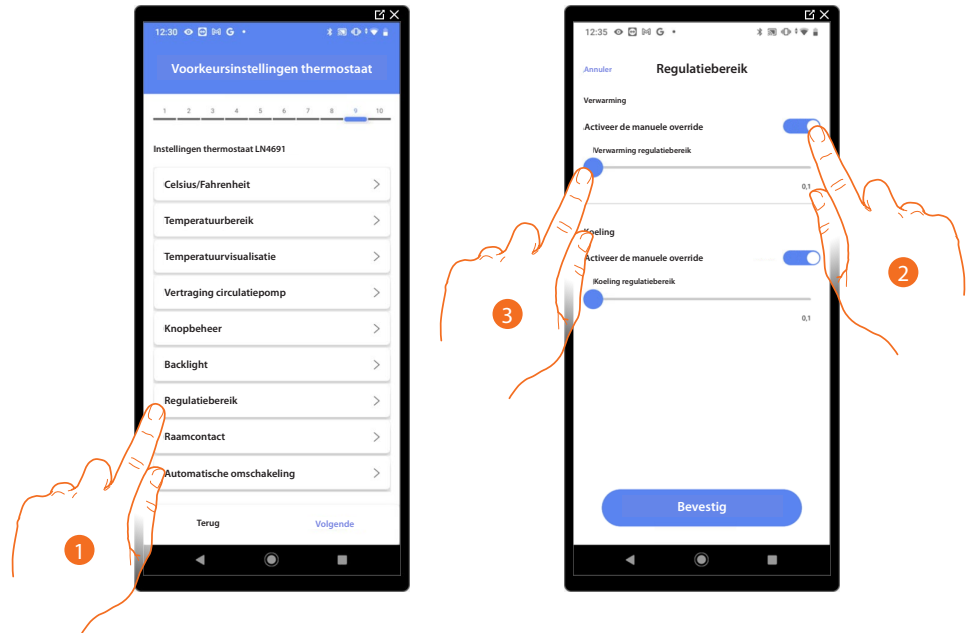 12:30 G
Voorkeursinstellingen thermostaat
1 2 3 4 5 6 7 8 9 10
Instellingen thermostaat LN4691
Celsius/Fahrenheit
Temperatuurbereik
Temperatuurvisualisatie
Vertraging circulatiepomp
Knopbeheer
Backlight
Regulatiebereik
Raamcontact
Automatische omschakeling
Terug Volgende
1
12:35 G
Annuler Regulatiebereik
Verwarming
Activeer de manuele override
Verwarming regulatiebereik
0,1
Koeling
Activeer de manuele override
Koeling regulatiebereik
0,1
2
3
Bevestig